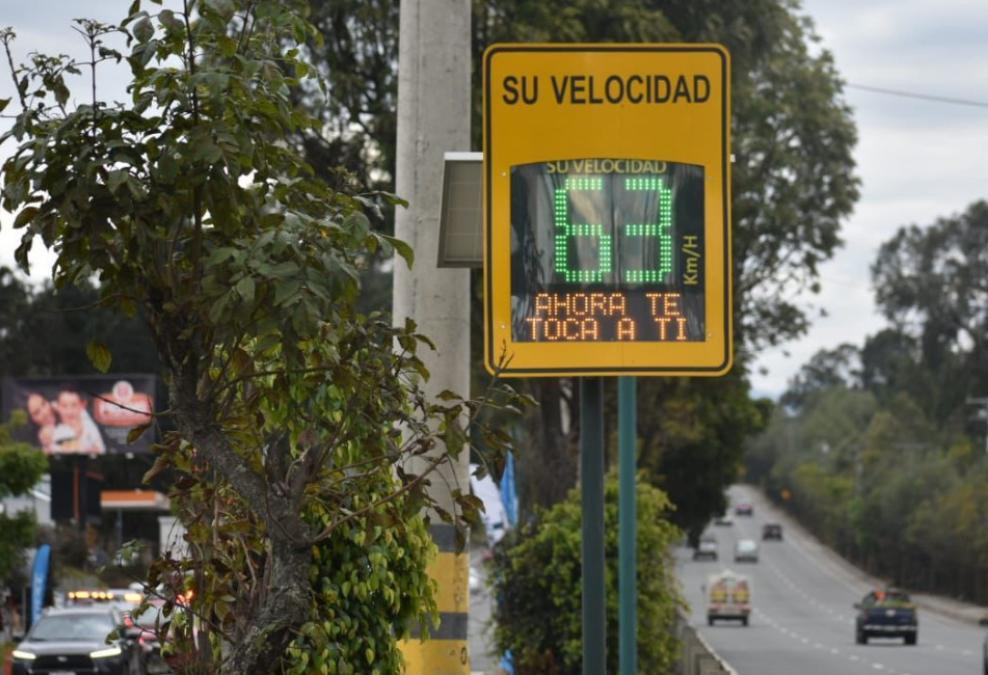 SU VELOCIDAD
SU VELOCIDAD
63
Km/H
AHORA TE
TOCA A TI